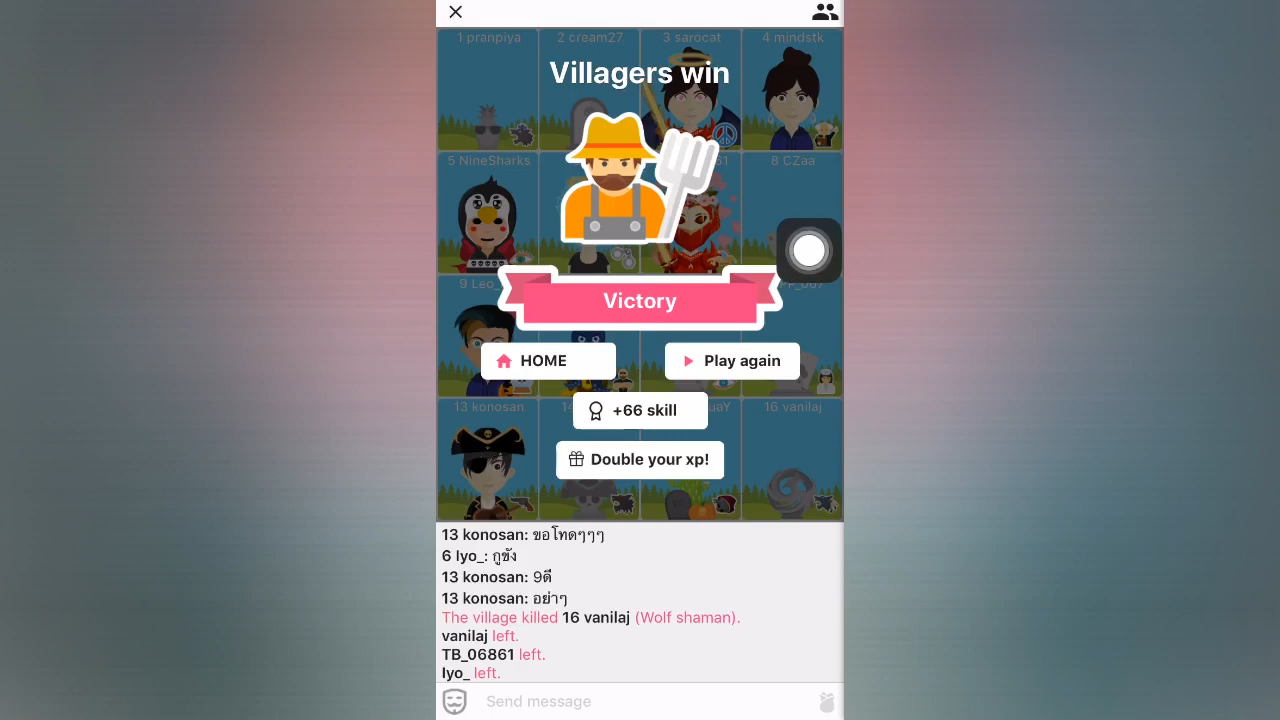 1 pranpiya
2 cream27
3 sarocat
4 mindstk
Villagers win
5 NineSharks
8 CZaa
Victory
HOME
Play again
13 konosan
+66 skill
16 vanilaj
Double your xp!
13 konosan: ขอโทดๆๆๆ
6 lyo_: กูขัง
13 konosan: 9ตี
13 konosan: อย่าๆ
The village killed 16 vanilaj (Wolf shaman).
vanilaj left.
TB_06861 left.
lyo_ left.
Send message